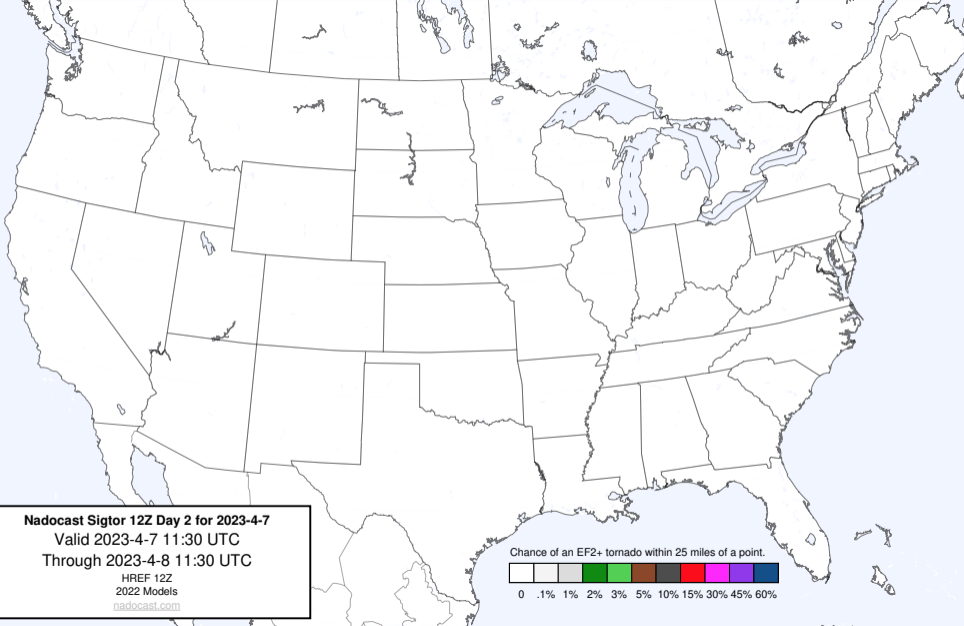 Nadocast Sigtor 12Z Day 2 for 2023-4-7
Valid 2023-4-7 11:30 UTC
Through 2023-4-8 11:30 UTC
HREF 12Z
2022 Models
nadocast.com
Chance of an EF2+ tornado within 25 miles of a point.
0 .1% 1% 2% 3% 5% 10% 15% 30% 45% 60%